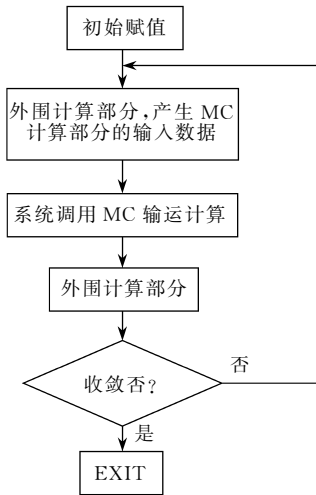 初始赋值
外围计算部分,产生 MC
计算部分的输入数据
系统调用 MC 输运计算
外围计算部分
收敛否?
否
是
EXIT